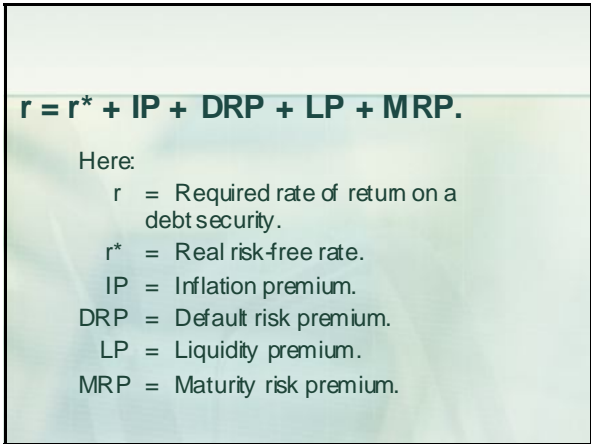 r = r* + IP + DRP + LP + MRP.
Here:
r = Required rate of return on a
debt security.
r* = Real risk-free rate.
IP = Inflation premium.
DRP = Default risk premium.
LP = Liquidity premium.
MRP = Maturity risk premium.